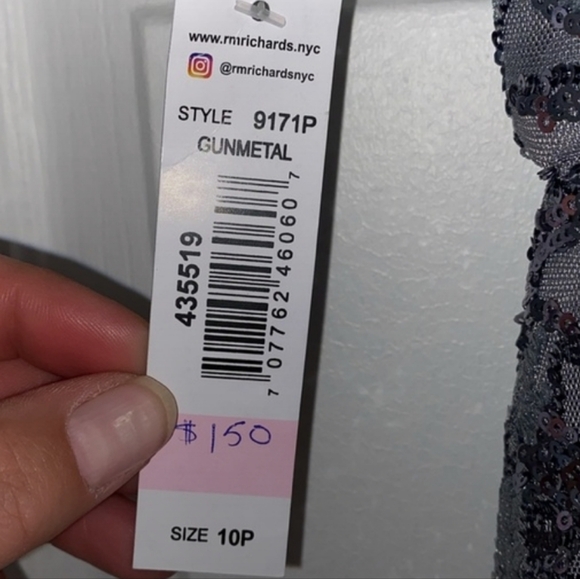 www.rmrichards.nyc
@rmrichardsnyc
STYLE 9171P
GUNMETAL
435519
7 07762 46060 7
$150
SIZE 10P